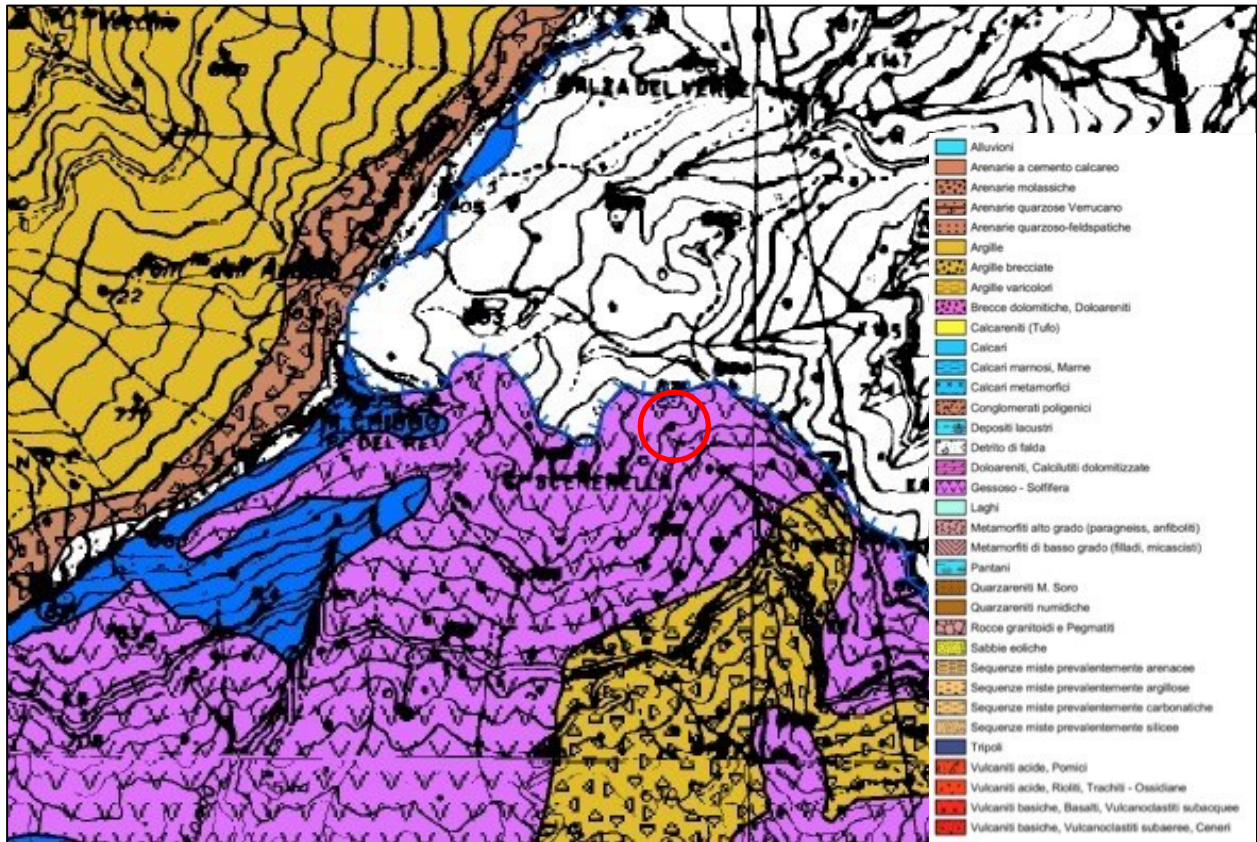 DEL RE
Alluvioni
Arenarie a cemento calcareo
Arenarie molassiche
Arenarie quarzose Verrucano
Arenarie quarzoso-feldspatiche
Argille
Argille brecciate
Argille varicolori
Brecce dolomitiche, Doloareniti
Calcareniti (Tufo)
Calcari
Calcari marnosi, Marne
Calcari metamorfici
Conglomerati poligenici
Depositi lacustri
Detrito di falda
Doloareniti, Calcilutiti dolomitizzate
Gessoso - Solfifera
Laghi
Metamorfiti alto grado (paragneiss, anfiboliti)
Metamorfiti di basso grado (filladi, micascisti)
Pantani
Quarzareniti M. Soro
Quarzareniti numidiche
Rocce granitoidi e Pegmatiti
Sabbie eoliche
Sequenze miste prevalentemente arenacee
Sequenze miste prevalentemente argillose
Sequenze miste prevalentemente carbonatiche
Sequenze miste prevalentemente silicee
Tripoli
Vulcaniti acide, Pomici
Vulcaniti acide, Rioliti, Trachiti - Ossidiane
Vulcaniti basiche, Basalti, Vulcanoclastiti subacquee
Vulcaniti basiche, Vulcanoclastiti subaeree, Ceneri